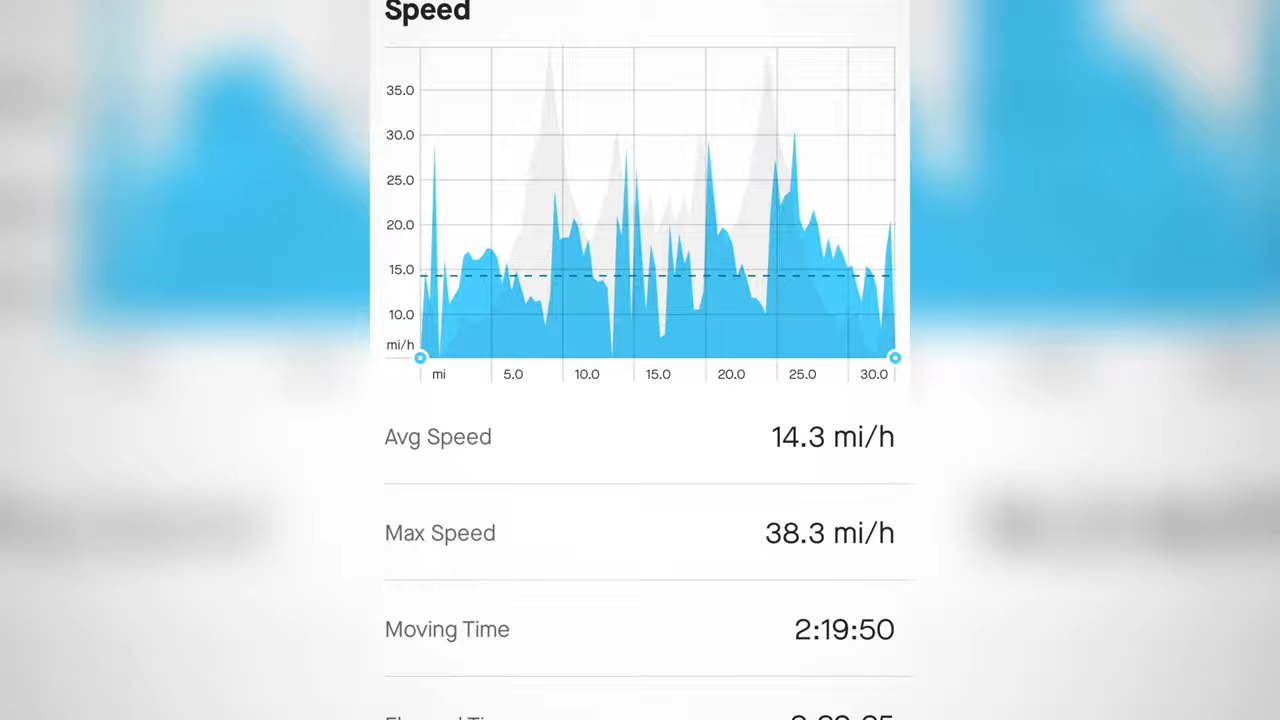 Speed
35.0
30.0
25.0
20.0
15.0
10.0
mi/h
mi 5.0 10.0 15.0 20.0 25.0 30.0
Avg Speed 14.3 mi/h
Max Speed 38.3 mi/h
Moving Time 2:19:50